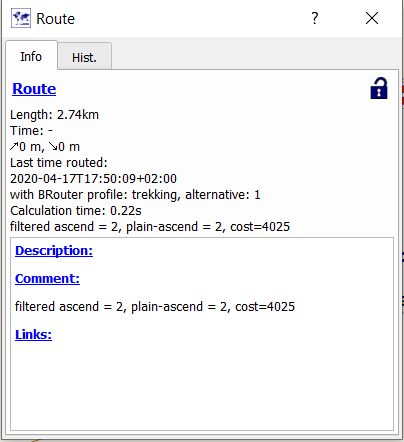 Route
? ×
Info Hist.
Route
Length: 2.74km
Time: -
↗0 m, ↘0 m
Last time routed:
2020-04-17T17:50:09+02:00
with BRouter profile: trekking, alternative: 1
Calculation time: 0.22s
filtered ascend = 2, plain-ascend = 2, cost=4025
Description:
Comment:
filtered ascend = 2, plain-ascend = 2, cost=4025
Links: